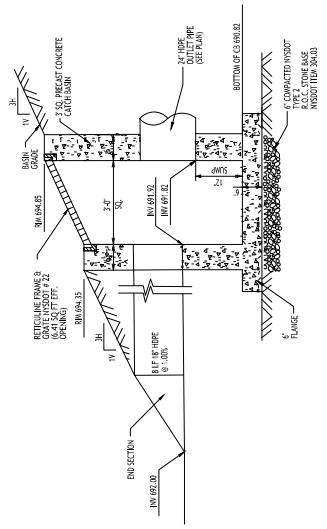 RETICULINE FRAME &
GRATE NYSDOT # 22
(6.41 SQ FT EFF.
OPENING)
RIM 694.85
BASIN
GRADE
3H
1V
3' SQ. PRECAST CONCRETE
CATCH BASIN
RIM 694.35
3H
1V
3'-0"
SQ.
24" HDPE
OUTLET PIPE
(SEE PLAN)
END SECTION
8 LF 18" HDPE
@ 1.00%
INV 691.92
INV 691.82
12"
SUMP
BOTTOM OF CB 690.82
INV 692.00
6"
6"
FLANGE
6" COMPACTED NYSDOT
TYPE 2
R.O.C. STONE BASE
NYSDOT ITEM 304.03